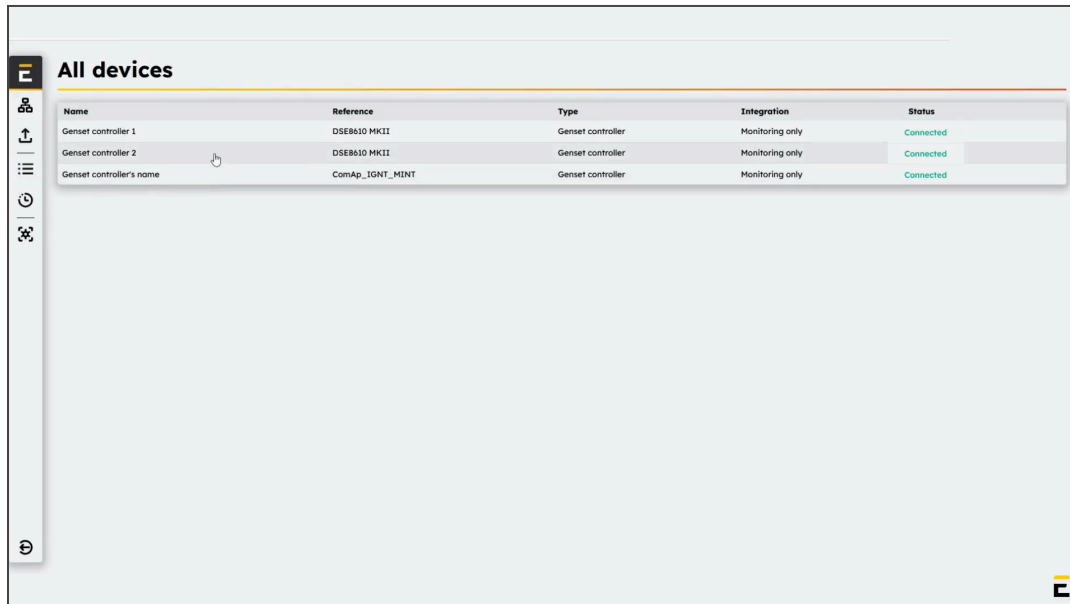 All devices
Name Reference Type Integration Status
Genset controller 1 DSE8610 MKII Genset controller Monitoring only Connected
Genset controller 2 DSE8610 MKII Genset controller Monitoring only Connected
Genset controller's name ComAp_IGNT_MINT Genset controller Monitoring only Connected